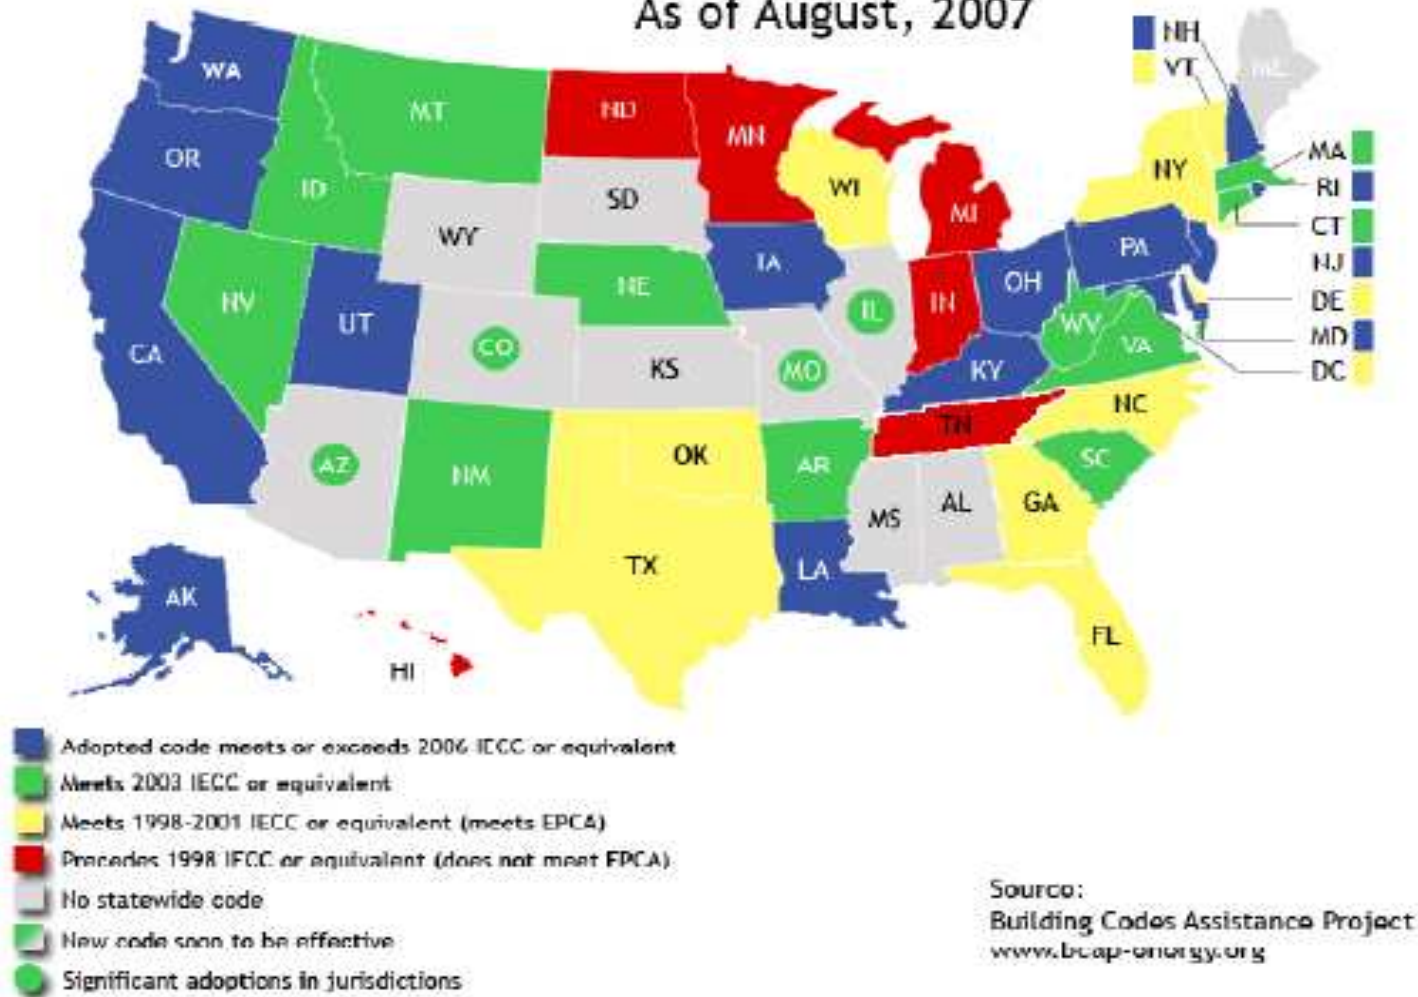 As of August, 2007
NH
VT
ME
WA
MT
ND
MN
OR
ID
SD
WI
NY
MA
RI
WY
MI
CT
IA
PA
NJ
NV
NE
OH
UT
IL
IN
DE
CO
WV
MD
CA
KS
MO
KY
VA
DC
NC
TN
OK
AZ
NM
AR
SC
MS
AL
GA
TX
LA
AK
FL
HI
Adopted code meets or exceeds 2006 IECC or equivalent
Meets 2003 IECC or equivalent
Meets 1998-2001 IECC or equivalent (meets EPCA)
Precedes 1998 IECC or equivalent (does not meet EPCA)
No statewide code
New code soon to be effective
Significant adoptions in jurisdictions
Source:
Building Codes Assistance Project
www.bcap-energy.org